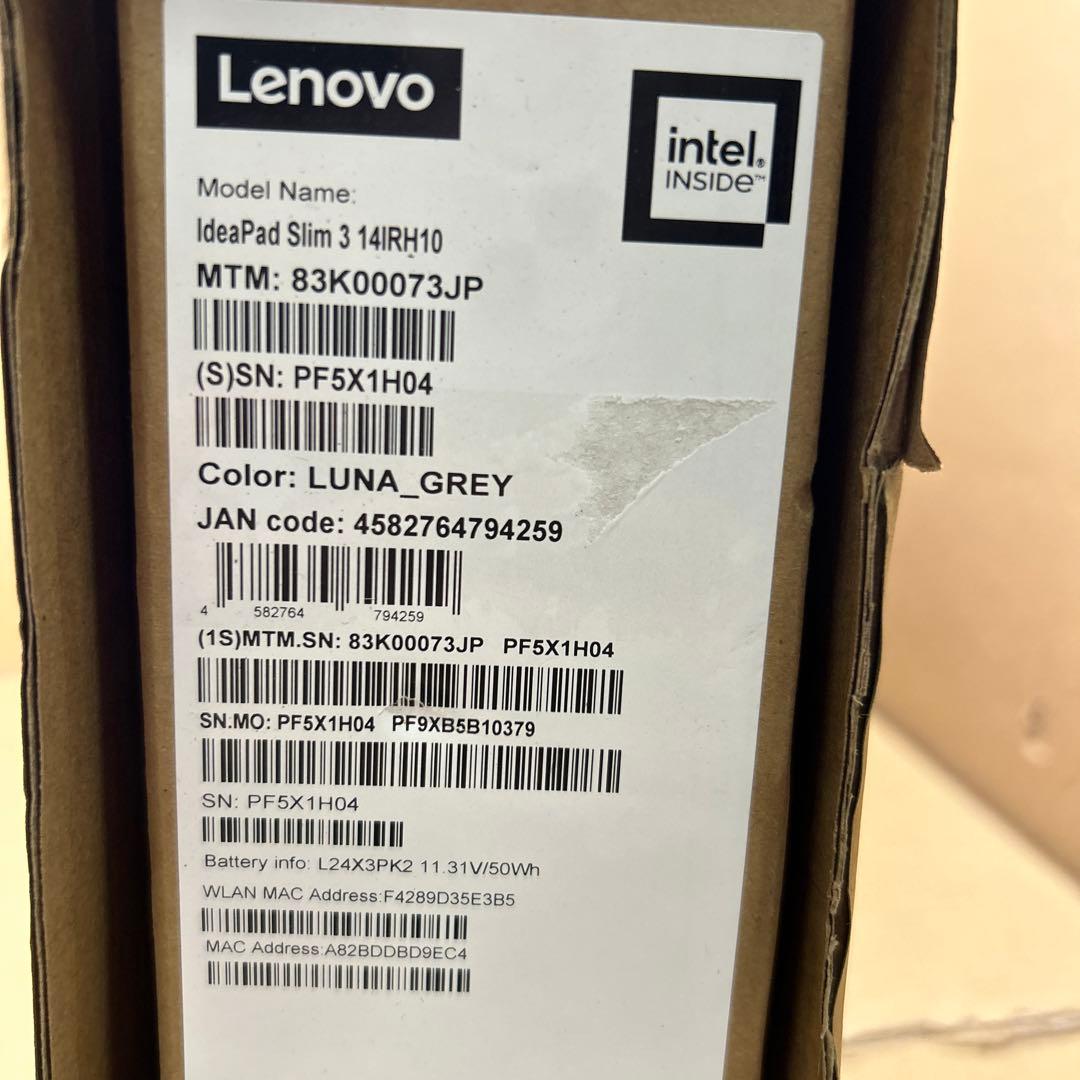 Lenovo
intel®
INSIDE™
Model Name:
IdeaPad Slim 3 14IRH10
MTM: 83K00073JP
(S)SN: PF5X1H04
Color: LUNA_GREY
JAN code: 4582764794259
4 582764 794259
(1S)MTM.SN: 83K00073JP PF5X1H04
SN.MO: PF5X1H04 PF9XB5B10379
SN: PF5X1H04
Battery info: L24X3PK2 11.31V/50Wh
WLAN MAC Address:F4289D35E3B5
MAC Address:A82BDDBD9EC4